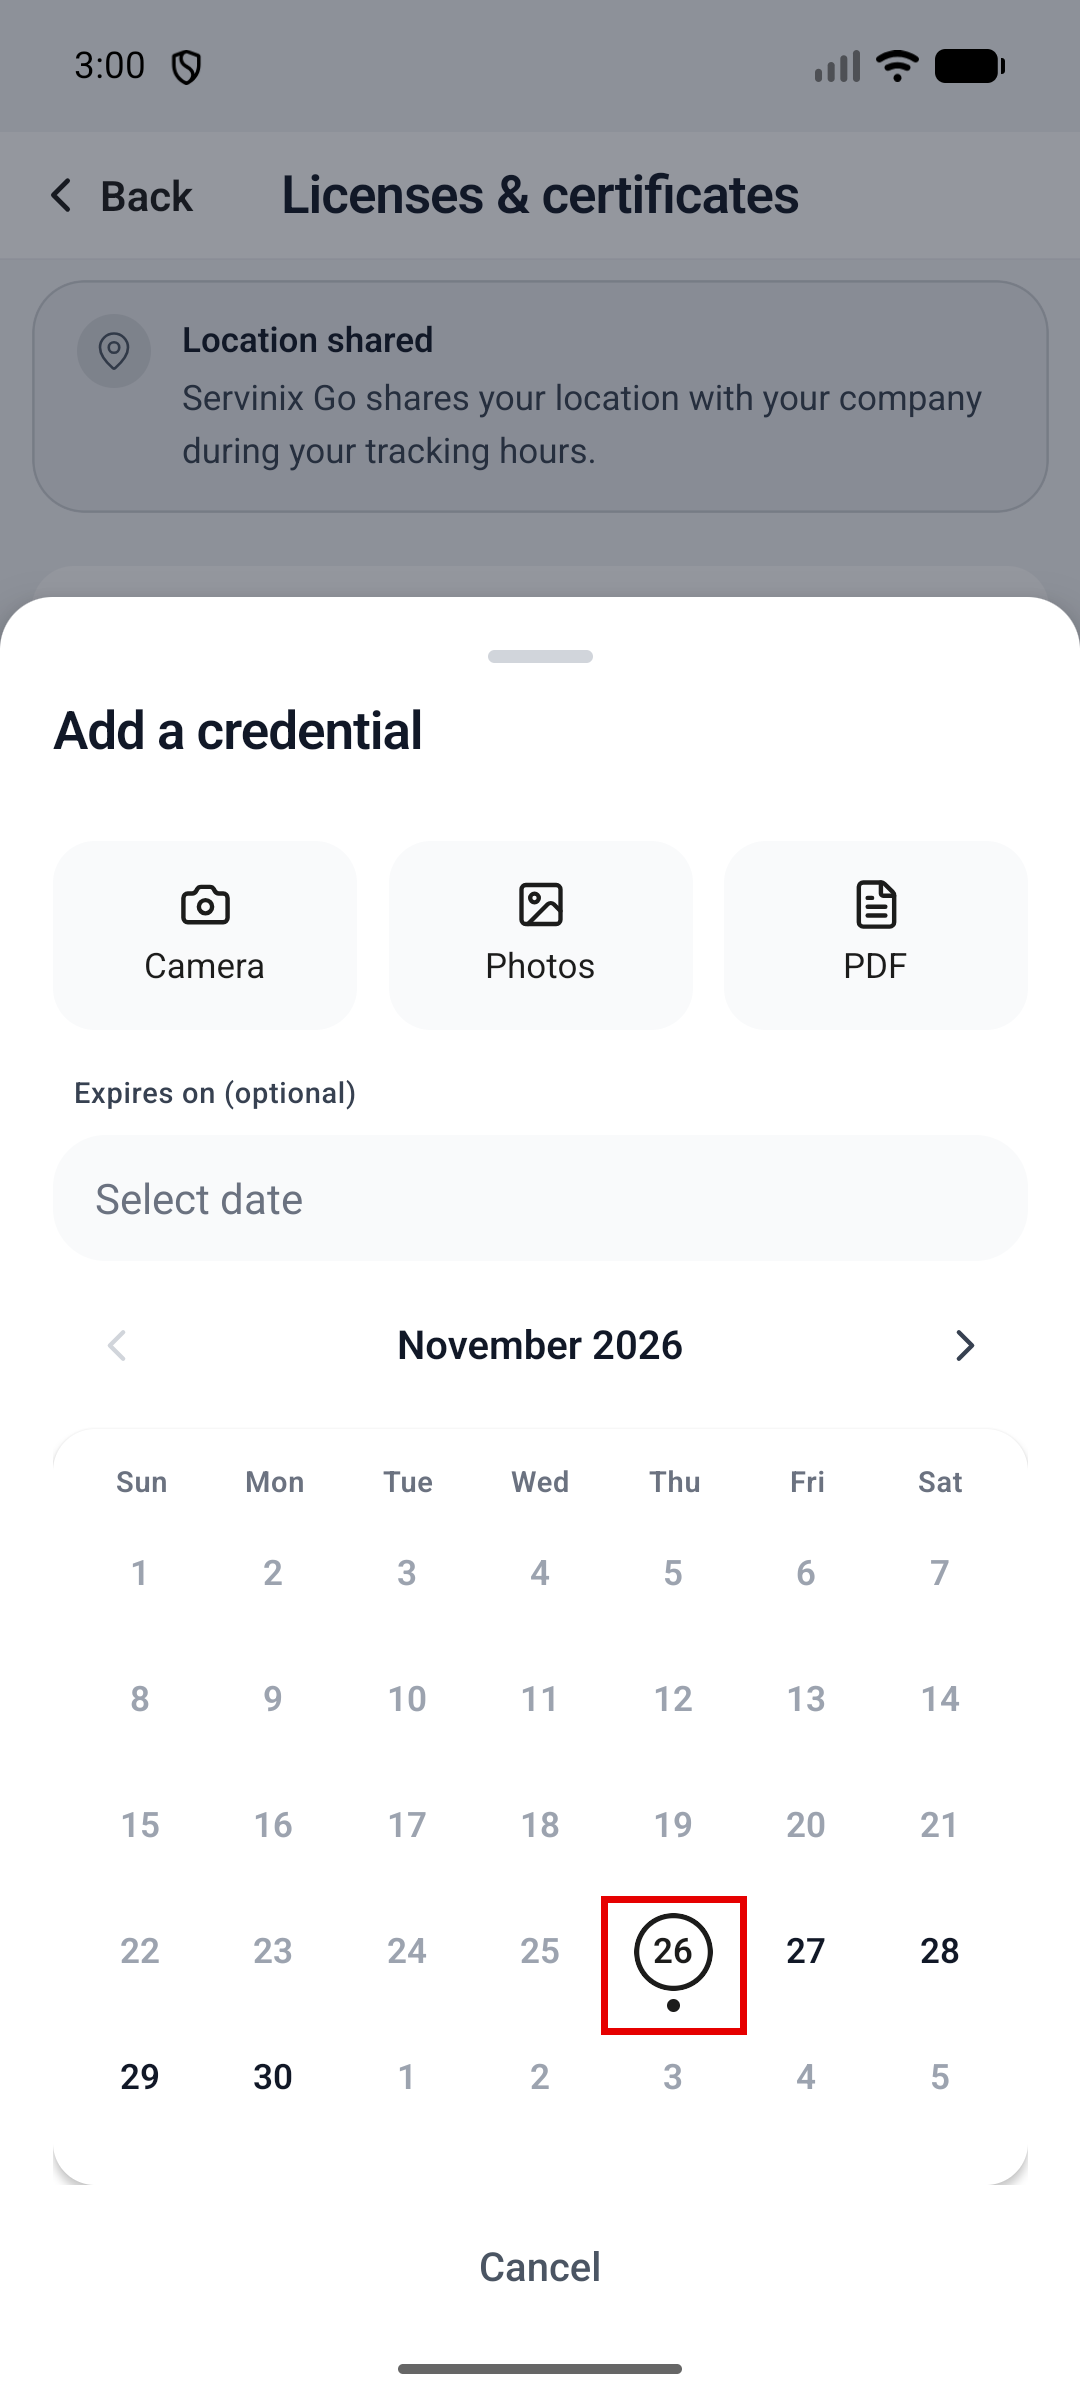 3:00
Back
Licenses & certificates
Location shared
Servinix Go shares your location with your company
during your tracking hours.
Add a credential
Camera Photos PDF
Expires on (optional)
Select date
November 2026
Sun Mon Tue Wed Thu Fri Sat
1 2 3 4 5 6 7
8 9 10 11 12 13 14
15 16 17 18 19 20 21
22 23 24 25 26 27 28
29 30 1 2 3 4 5
Cancel